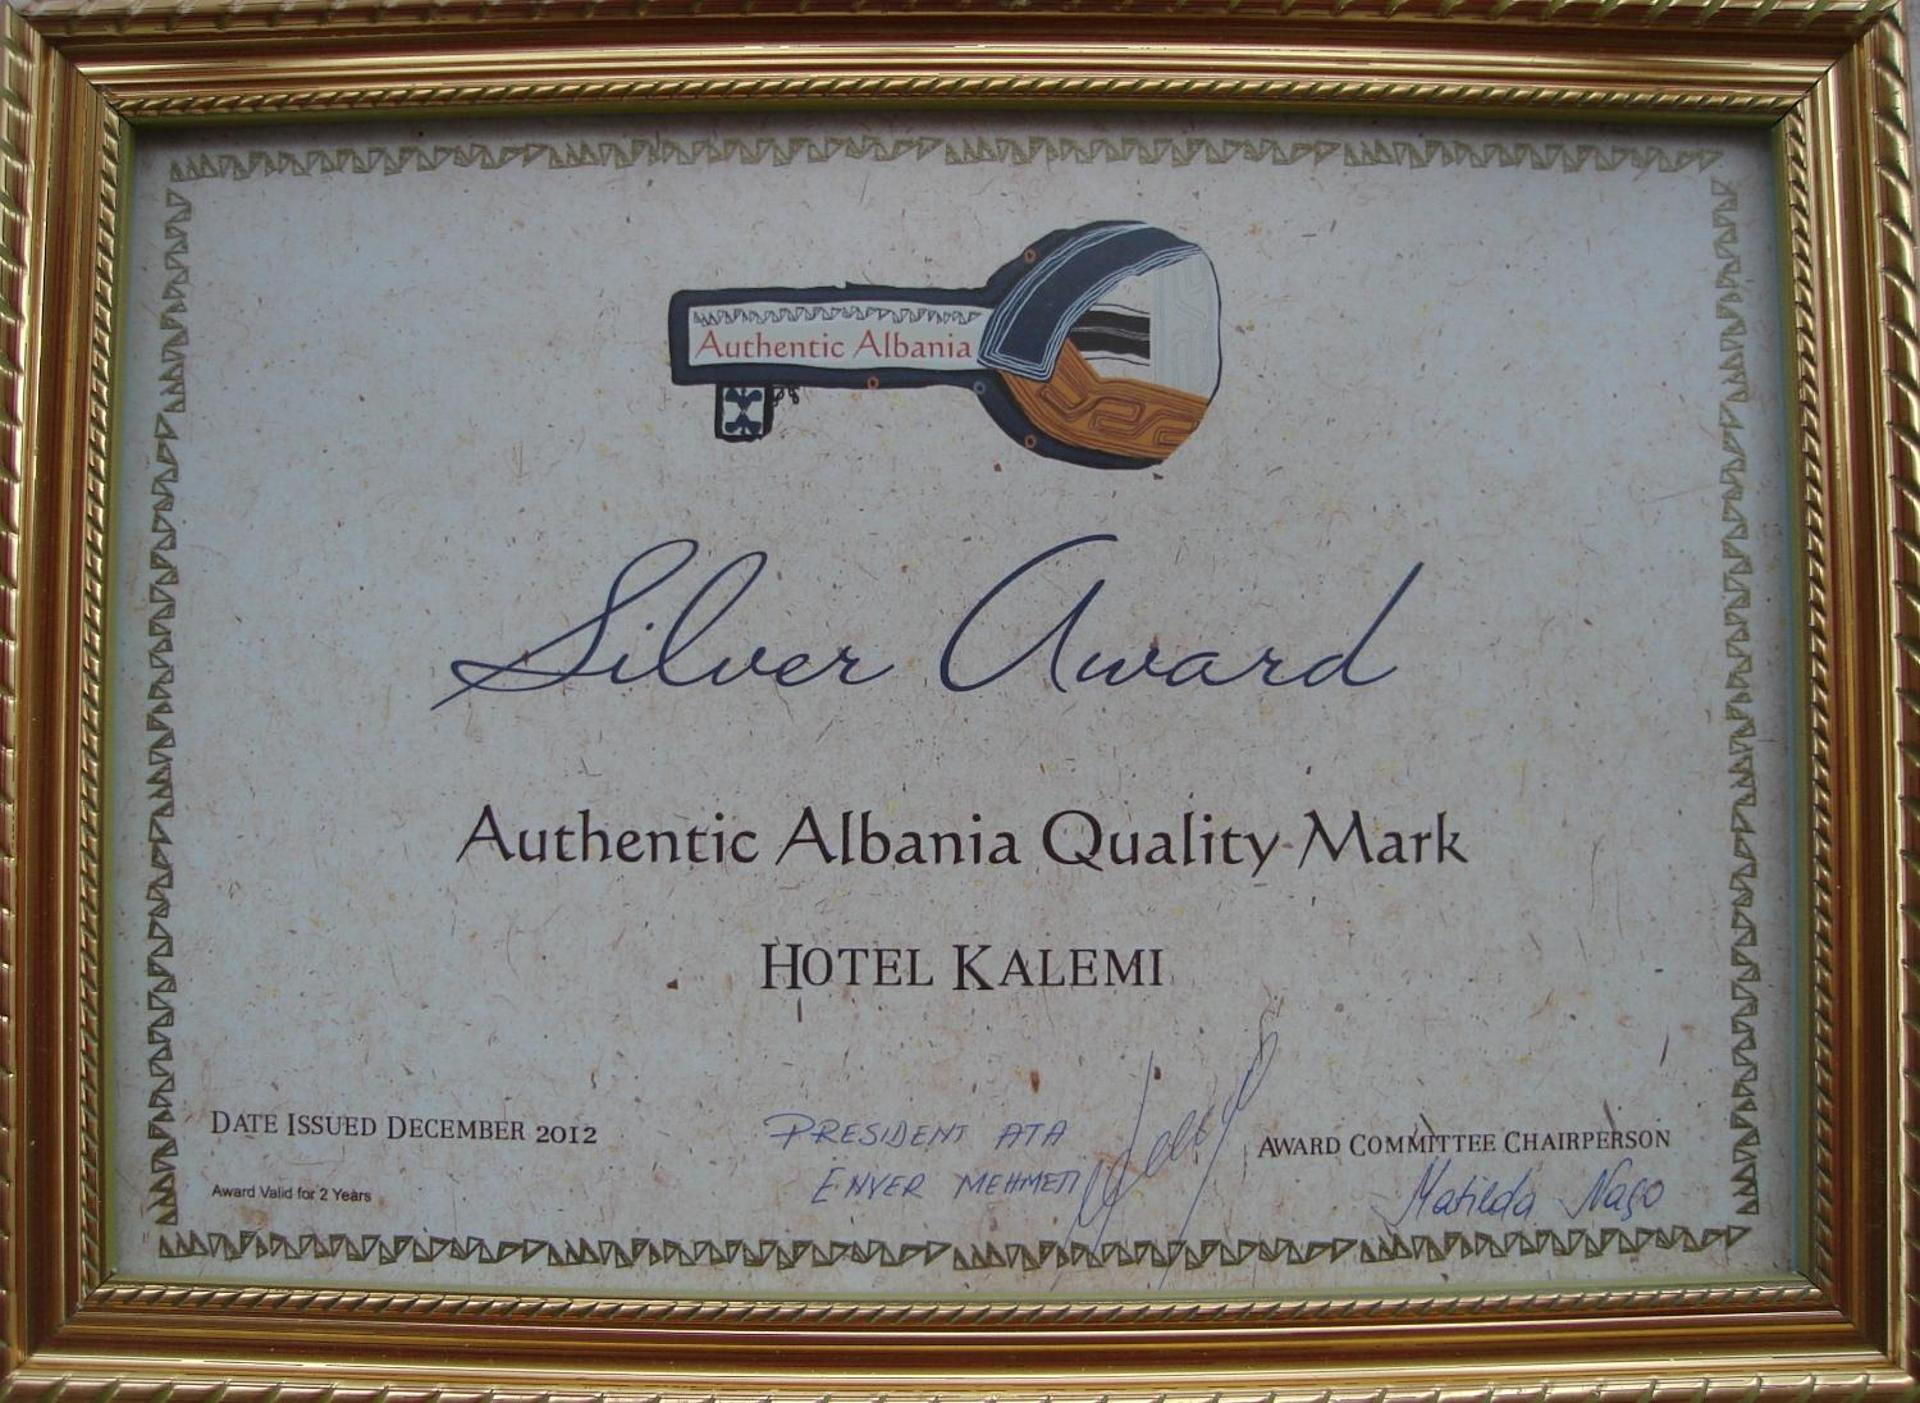 Authentic Albania
Silver Award
Authentic Albania Quality Mark
HOTEL KALEMI
DATE ISSUED DECEMBER 2012
Award Valid for 2 Years
PRESIDENT ATA
ENVER MEHMETI
AWARD COMMITTEE CHAIRPERSON
Matilda Naço